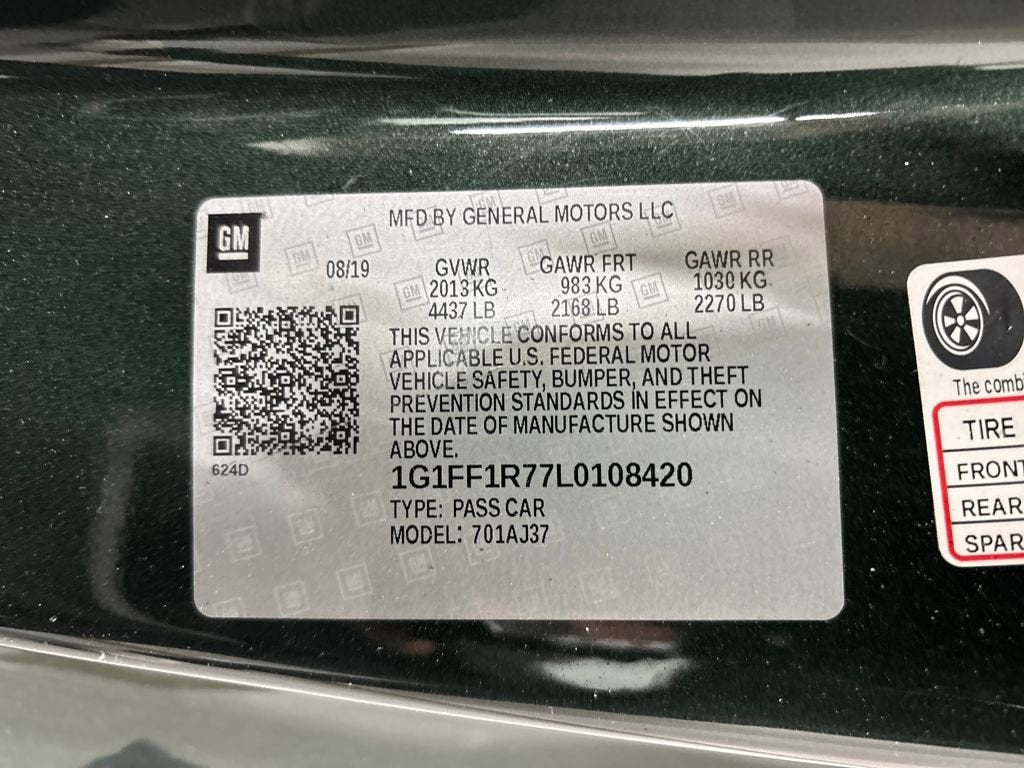 MFD BY GENERAL MOTORS LLC
GM
08/19 GVWR GAWR FRT GAWR RR
2013 KG 983 KG 1030 KG
4437 LB 2168 LB 2270 LB
THIS VEHICLE CONFORMS TO ALL
APPLICABLE U.S. FEDERAL MOTOR
VEHICLE SAFETY, BUMPER, AND THEFT
PREVENTION STANDARDS IN EFFECT ON
THE DATE OF MANUFACTURE SHOWN
ABOVE.
624D
1G1FF1R77L0108420
TYPE: PASS CAR
MODEL: 701AJ37
The combi
TIRE
FRONT
REAR
SPAR